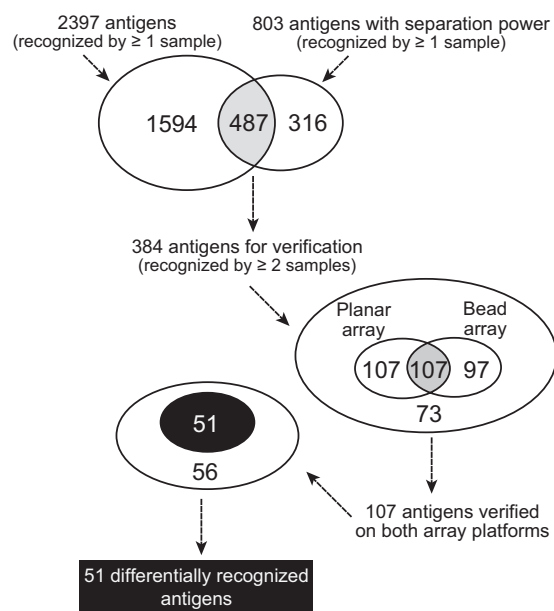 2397 antigens
(recognized by ≥ 1 sample)
803 antigens with separation power
(recognized by ≥ 1 sample)
1594
487
316
384 antigens for verification
(recognized by ≥ 2 samples)
Planar
array
Bead
array
107
107
97
73
51
56
107 antigens verified
on both array platforms
51 differentially recognized
antigens